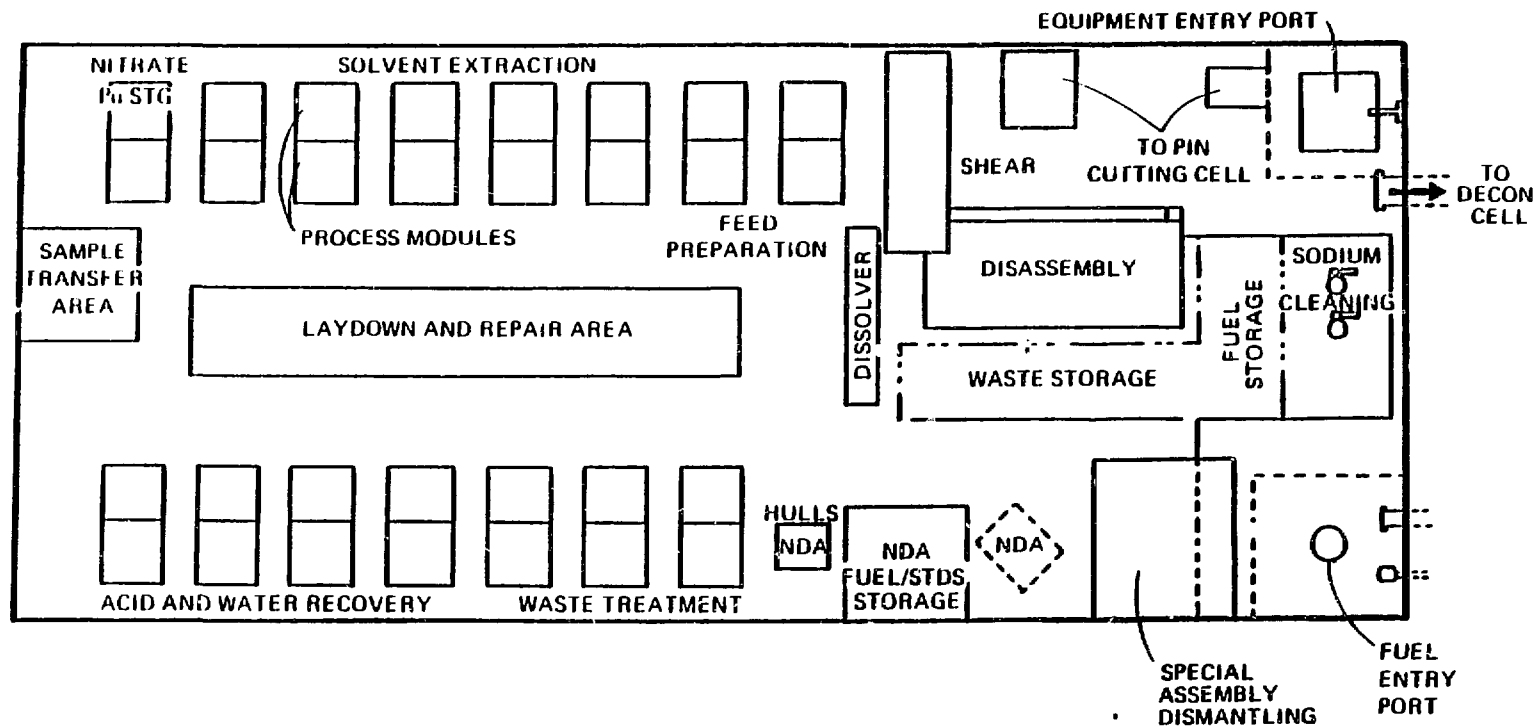 EQUIPMENT ENTRY PORT
NITRATE
Pu STG
SOLVENT EXTRACTION
PROCESS MODULES
FEED
PREPARATION
SHEAR
TO PIN
CUTTING CELL
TO
DECON
CELL
SAMPLE
TRANSFER
AREA
LAYDOWN AND REPAIR AREA
DISSOLVER
DISASSEMBLY
WASTE STORAGE
FUEL
STORAGE
SODIUM
CLEANING
HULLS
NDA
NDA
FUEL/STDS
STORAGE
NDA
ACID AND WATER RECOVERY
WASTE TREATMENT
SPECIAL
ASSEMBLY
DISMANTLING
FUEL
ENTRY
PORT